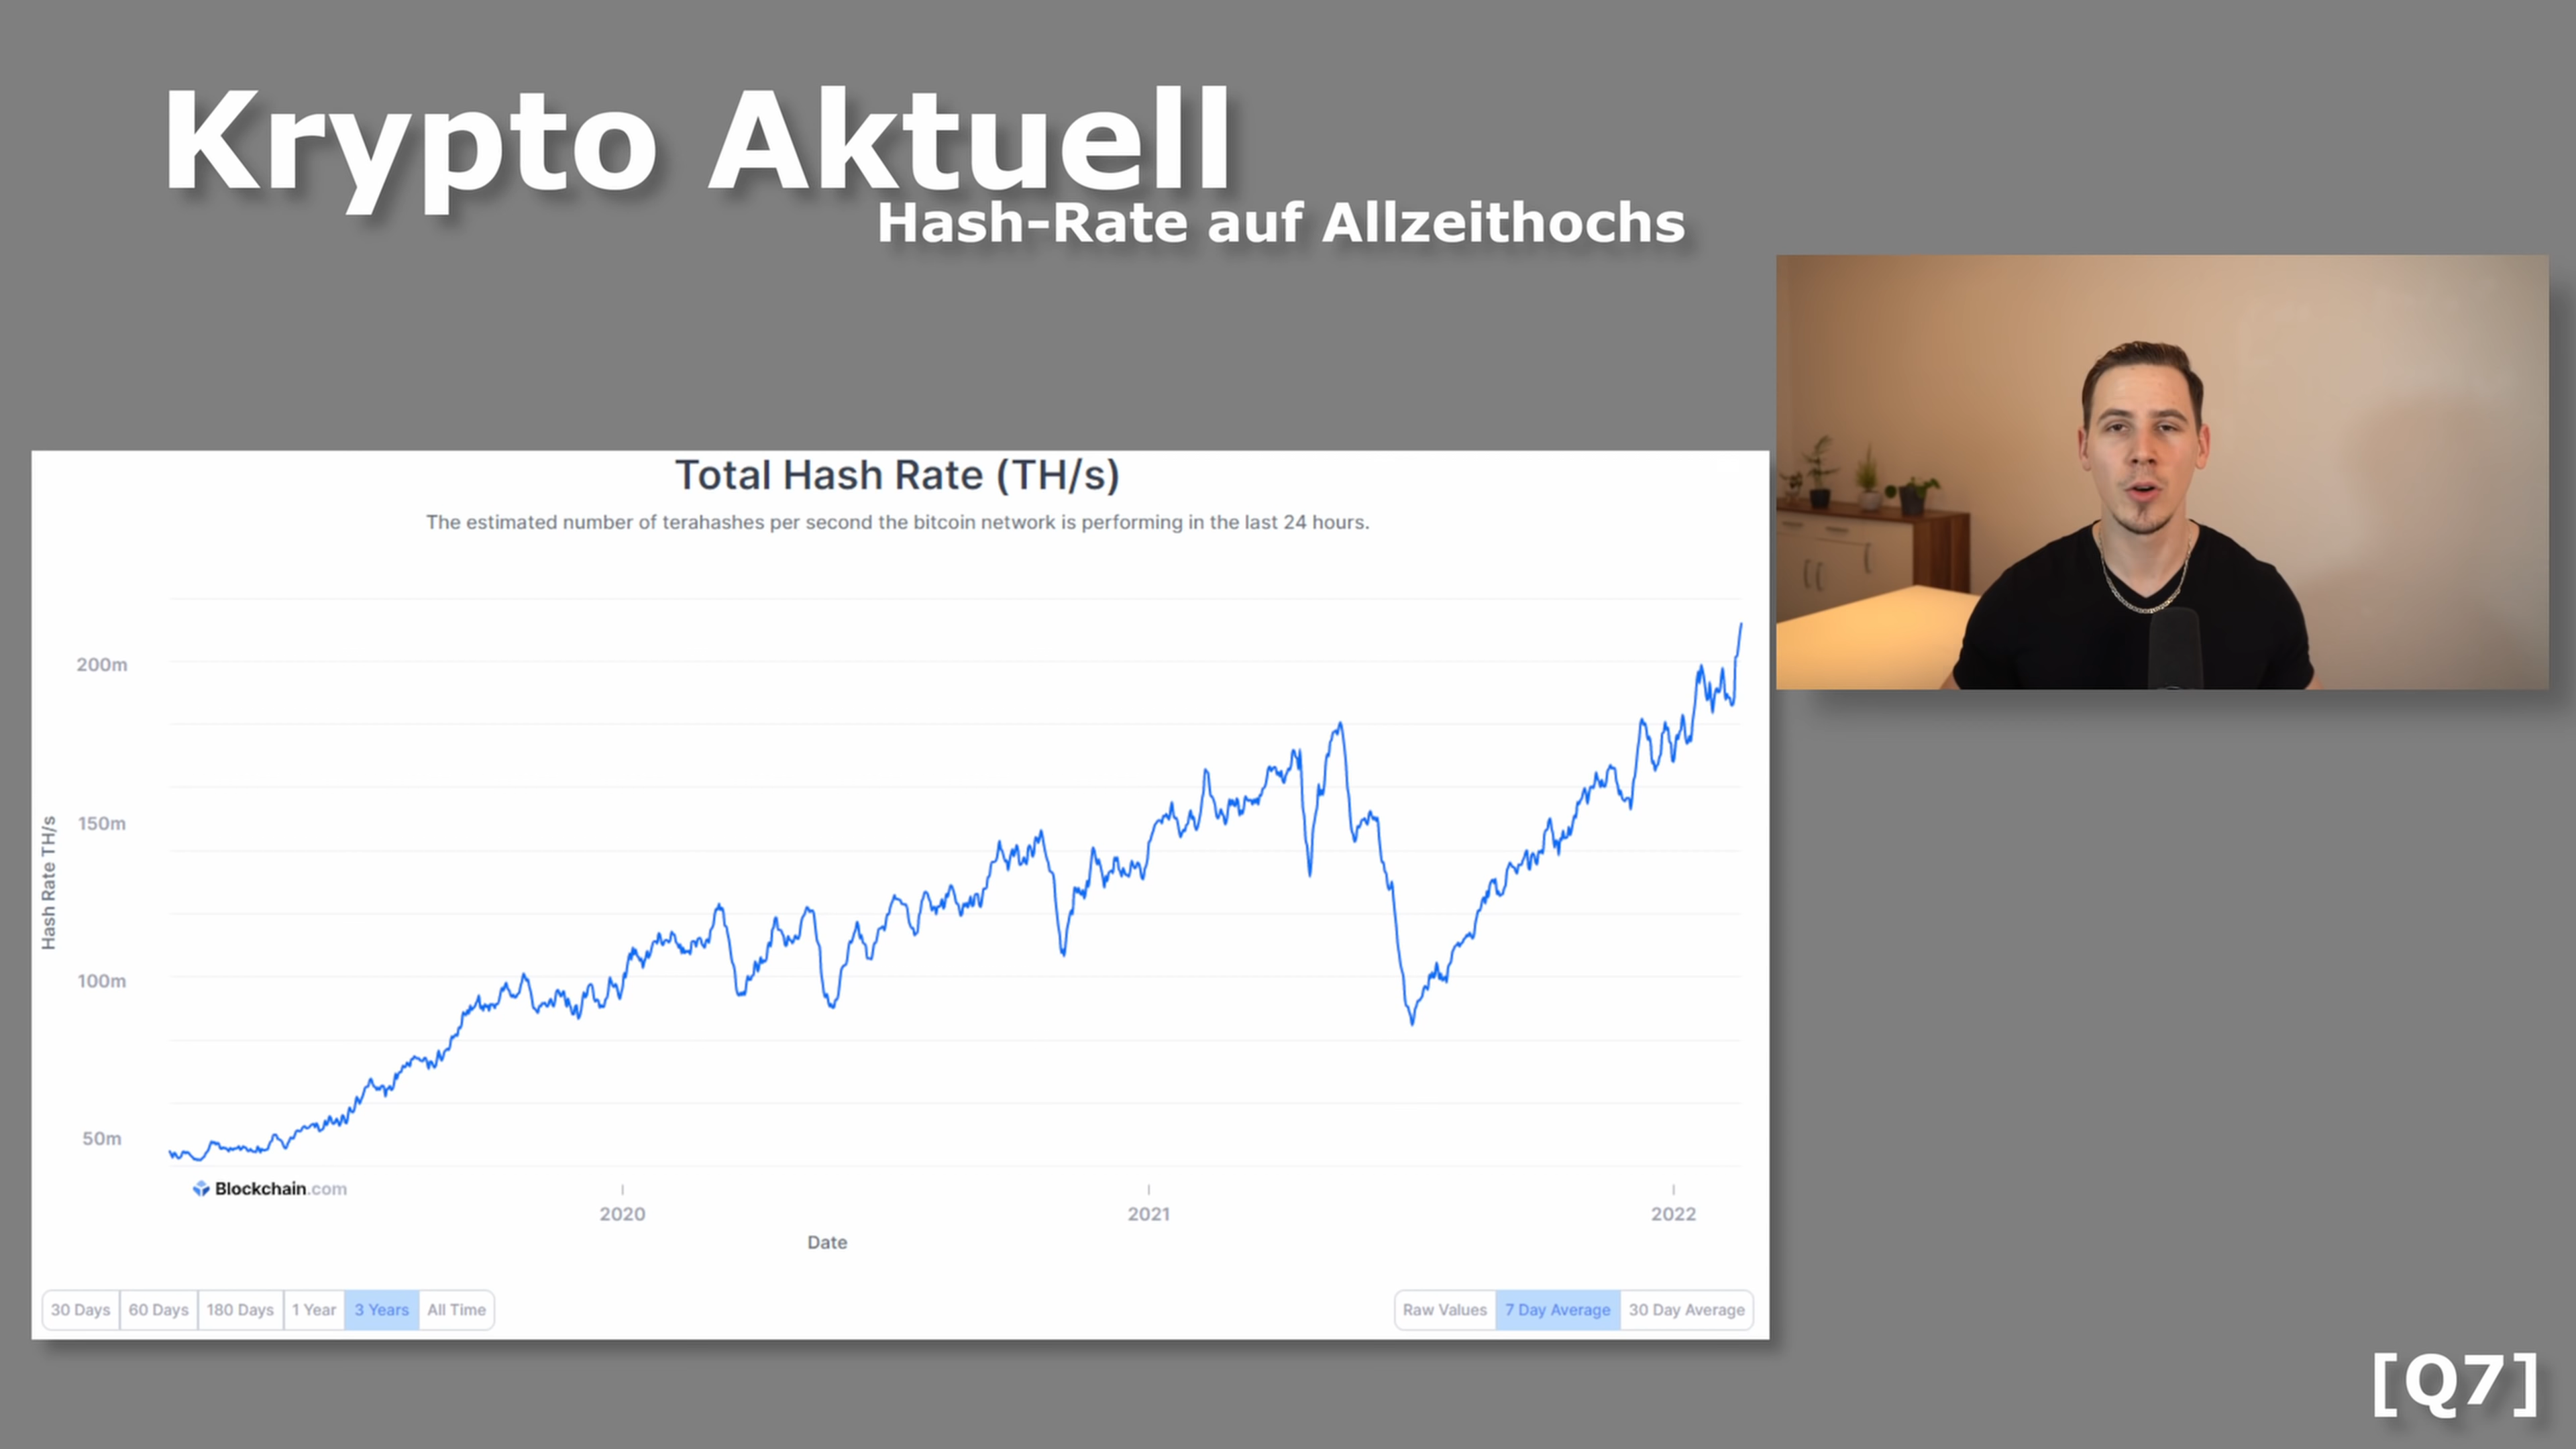 Krypto Aktuell
Hash-Rate auf Allzeithochs
Total Hash Rate (TH/s)
The estimated number of terahashes per second the bitcoin network is performing in the last 24 hours.
Hash Rate TH/s
200m
150m
100m
50m
Blockchain.com
2020 2021 2022
Date
30 Days 60 Days 180 Days 1 Year 3 Years All Time Raw Values 7 Day Average 30 Day Average
[Q7]